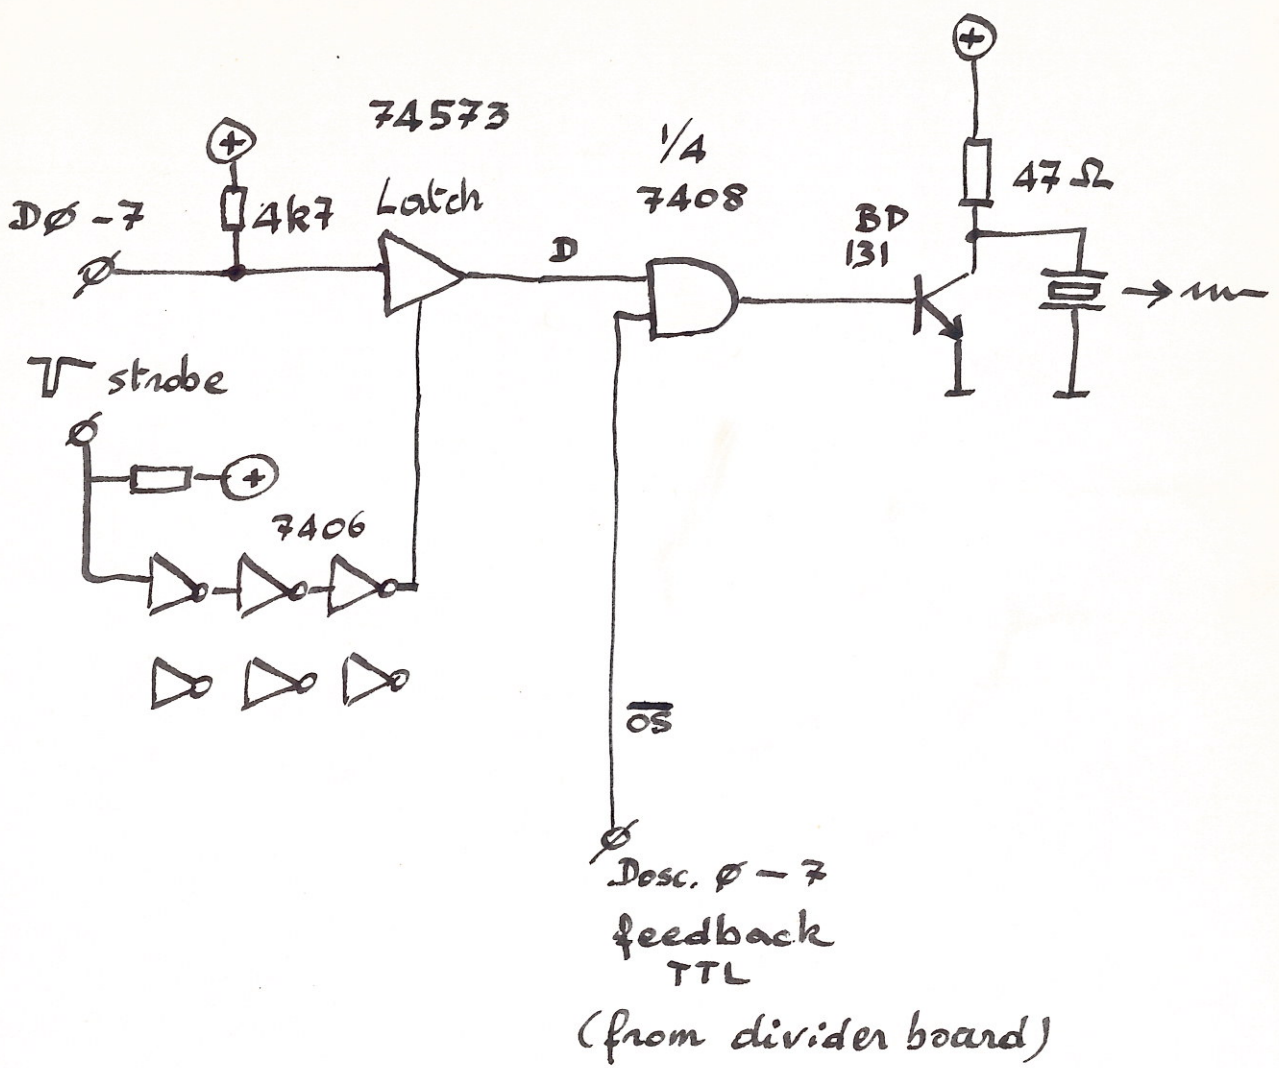 74573
1/4
7408
Latch
DØ-7
4k7
47Ω
BD
131
D
strobe
7406
OS
Dosc. Ø-7
feedback
TTL
(from divider board)